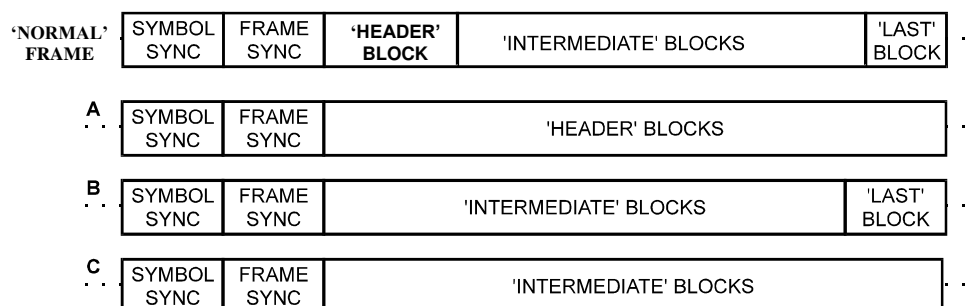 ‘NORMAL’ FRAME
SYMBOL SYNC
FRAME SYNC
‘HEADER’ BLOCK
'INTERMEDIATE' BLOCKS
'LAST' BLOCK
A
SYMBOL SYNC
FRAME SYNC
'HEADER' BLOCKS
B
SYMBOL SYNC
FRAME SYNC
'INTERMEDIATE' BLOCKS
'LAST' BLOCK
C
SYMBOL SYNC
FRAME SYNC
'INTERMEDIATE' BLOCKS